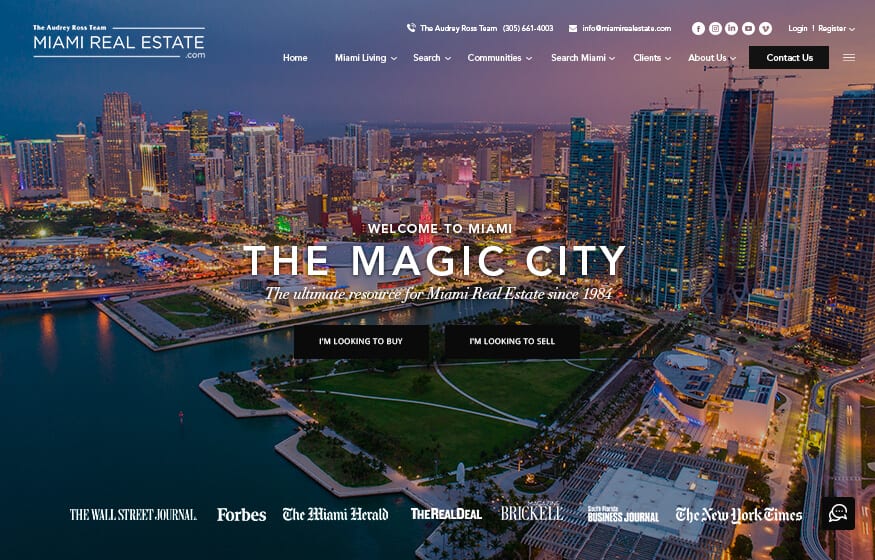 The Audrey Ross Team
MIAMI REAL ESTATE
.com
The Audrey Ross Team (305) 661-4003
info@miamirealestate.com
Login | Register
Home
Miami Living
Search
Communities
Search Miami
Clients
About Us
Contact Us
WELCOME TO MIAMI
THE MAGIC CITY
The ultimate resource for Miami Real Estate since 1984
I'M LOOKING TO BUY
I'M LOOKING TO SELL
THE WALL STREET JOURNAL.
Forbes
The Miami Herald
THEREALDEAL
MAGAZINE
BRICKELL
South Florida
BUSINESS JOURNAL
The New York Times